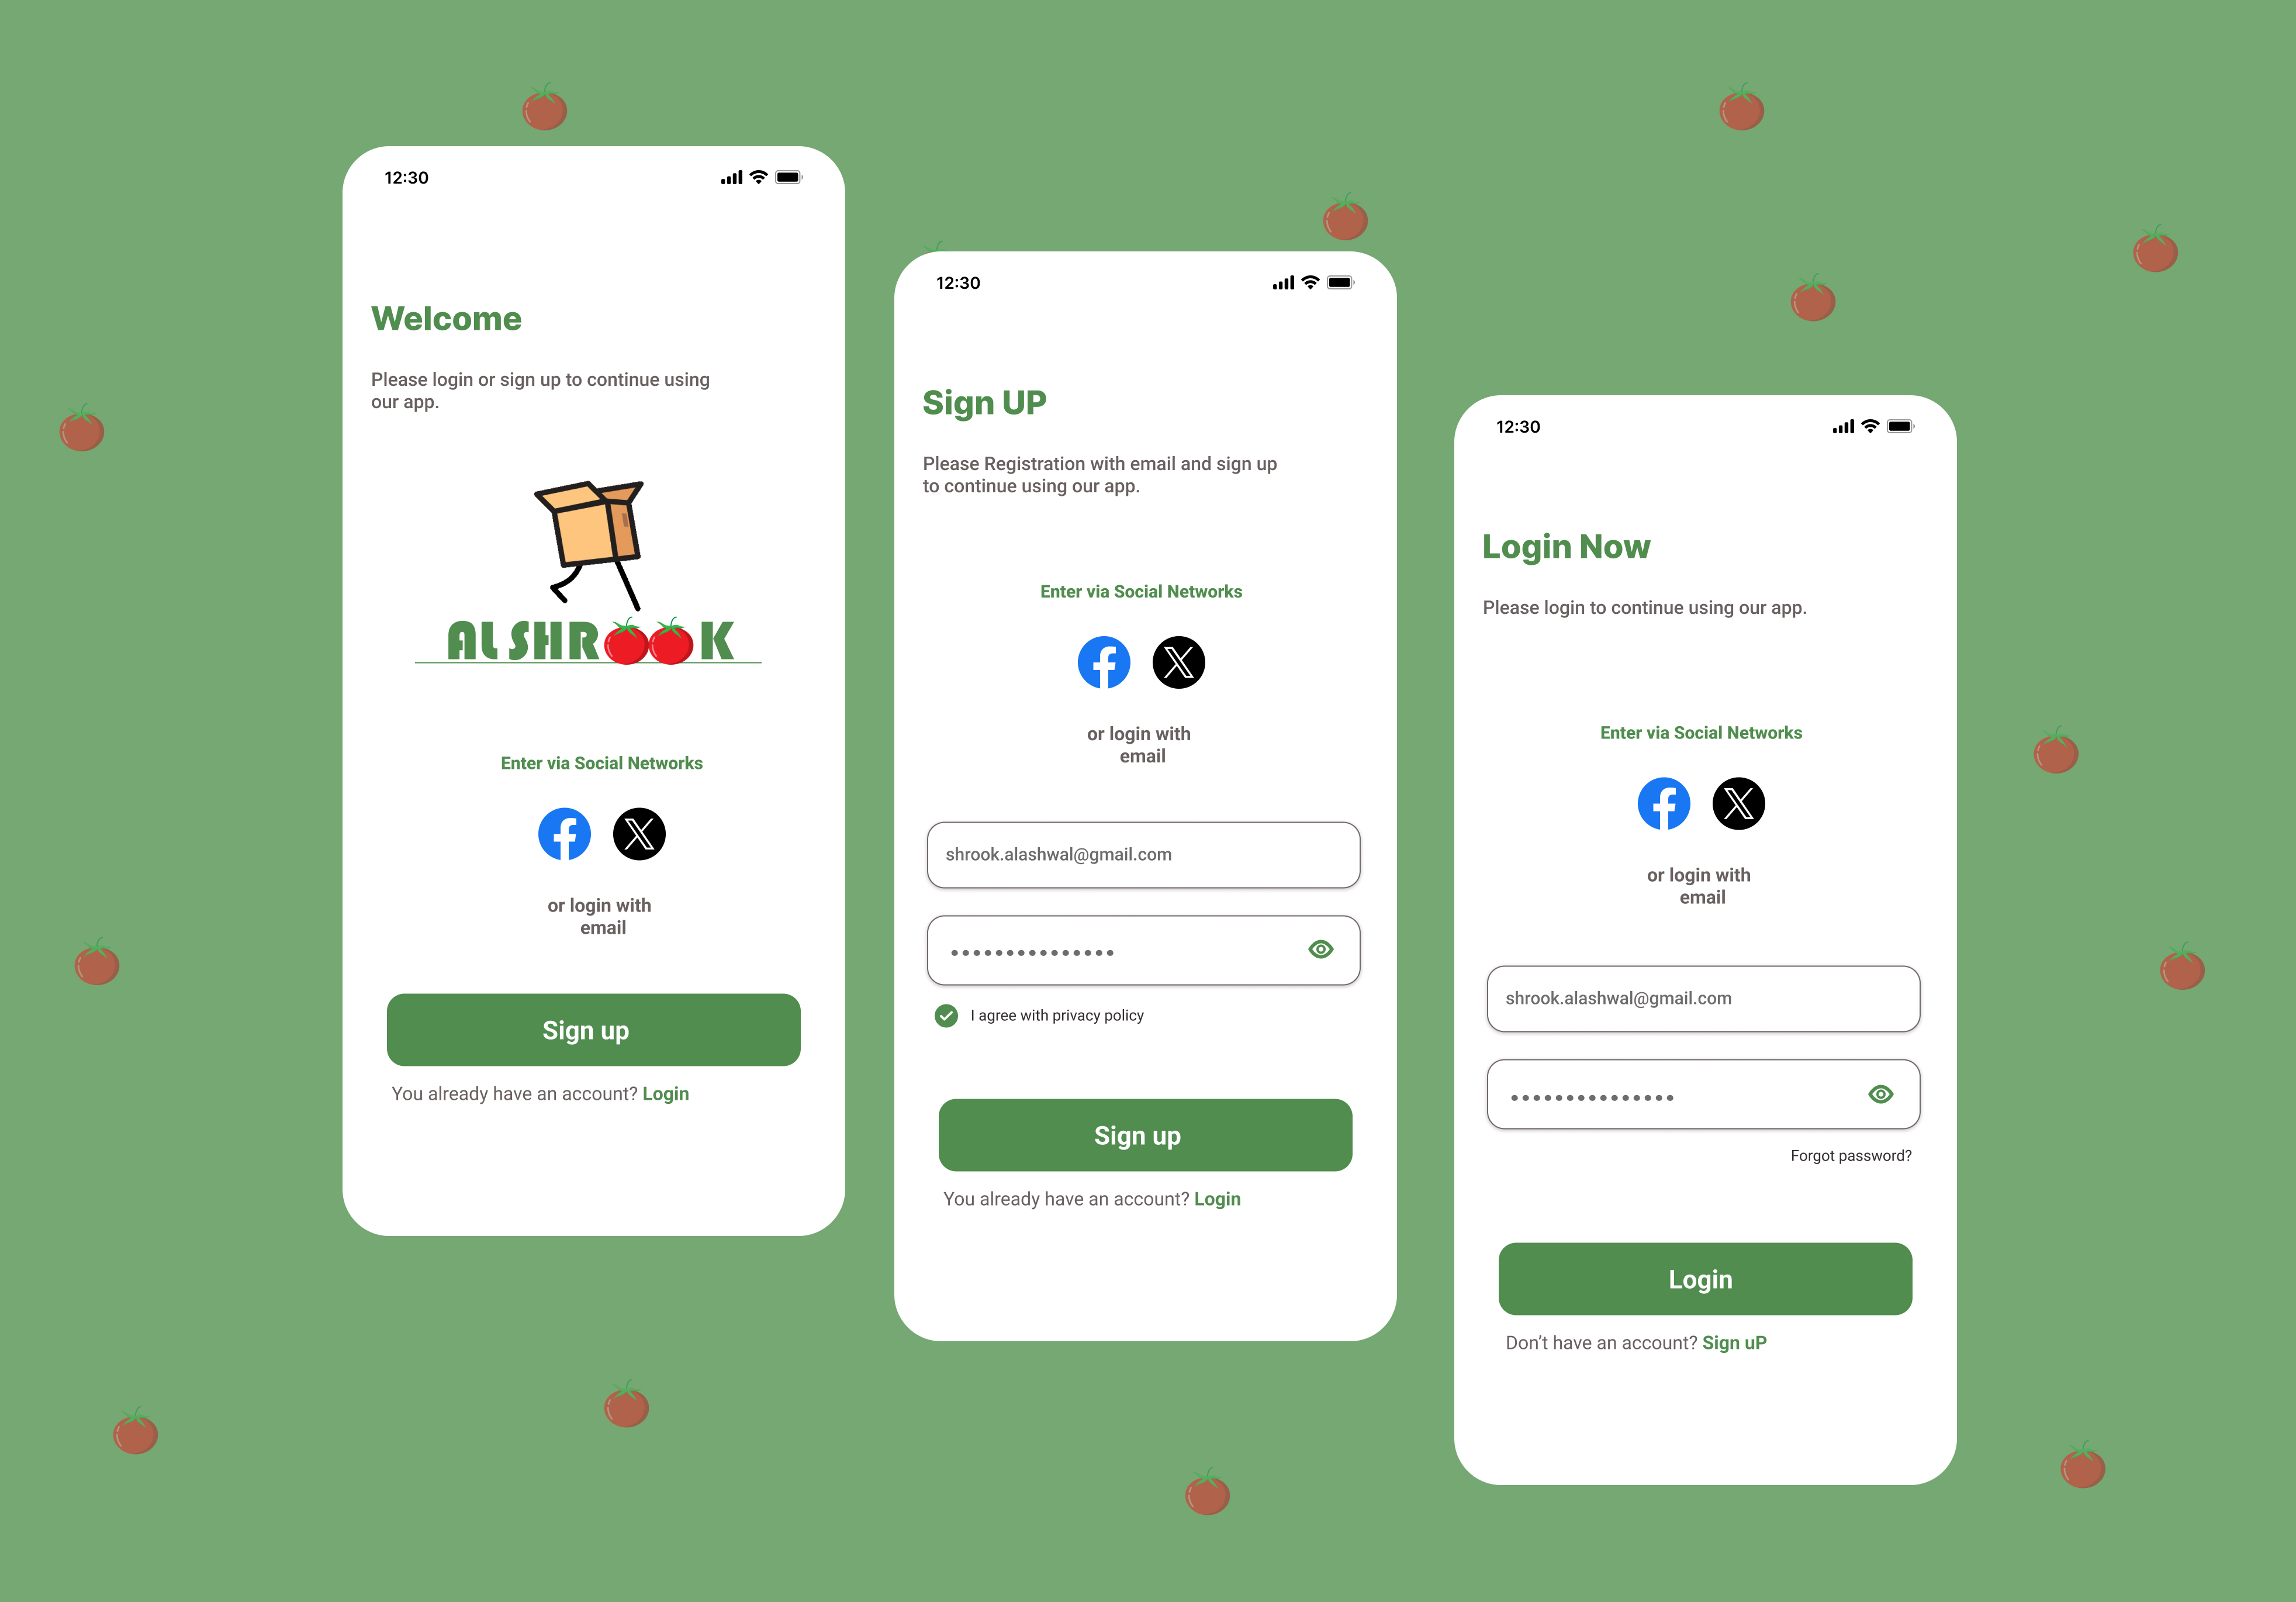 12:30
Welcome
Please login or sign up to continue using
our app.
ALSHROOK
Enter via Social Networks
or login with
email
Sign up
You already have an account? Login
12:30
Sign UP
Please Registration with email and sign up
to continue using our app.
Enter via Social Networks
or login with
email
shrook.alashwal@gmail.com
I agree with privacy policy
Sign up
You already have an account? Login
12:30
Login Now
Please login to continue using our app.
Enter via Social Networks
or login with
email
shrook.alashwal@gmail.com
Forgot password?
Login
Don't have an account? Sign uP